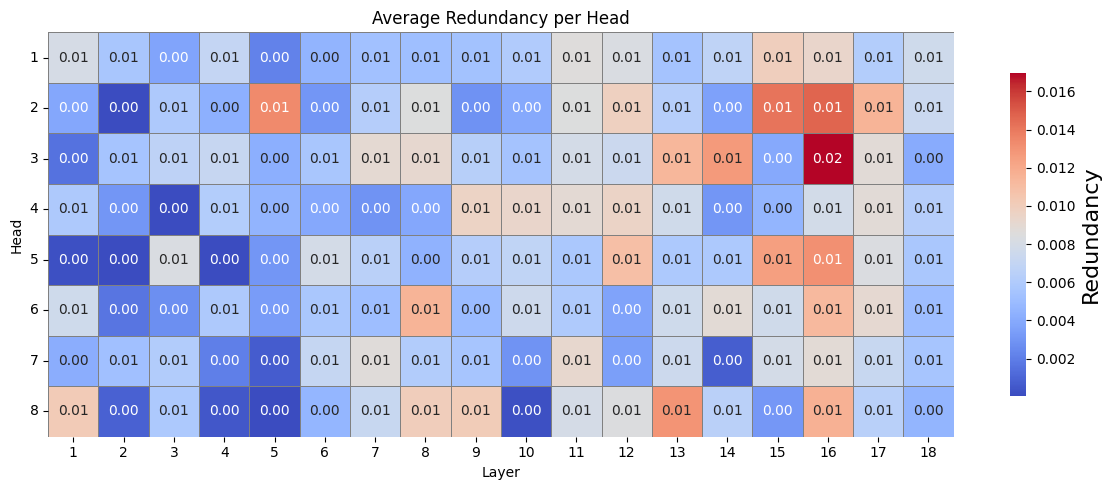 Average Redundancy per Head
1 0.01 0.01 0.00 0.01 0.00 0.00 0.01 0.01 0.01 0.01 0.01 0.01 0.01 0.01 0.01 0.01 0.01 0.01
2 0.00 0.00 0.01 0.00 0.01 0.00 0.01 0.01 0.00 0.00 0.01 0.01 0.01 0.00 0.01 0.01 0.01 0.01
3 0.00 0.01 0.01 0.01 0.00 0.01 0.01 0.01 0.01 0.01 0.01 0.01 0.01 0.01 0.00 0.02 0.01 0.00
4 0.01 0.00 0.00 0.01 0.00 0.00 0.00 0.00 0.01 0.01 0.01 0.01 0.01 0.00 0.00 0.01 0.01 0.01
5 0.00 0.00 0.01 0.00 0.00 0.01 0.01 0.00 0.01 0.01 0.01 0.01 0.01 0.01 0.01 0.01 0.01 0.01
6 0.01 0.00 0.00 0.01 0.00 0.01 0.01 0.01 0.00 0.01 0.01 0.00 0.01 0.01 0.01 0.01 0.01 0.01
7 0.00 0.01 0.01 0.00 0.00 0.01 0.01 0.01 0.01 0.00 0.01 0.00 0.01 0.00 0.01 0.01 0.01 0.01
8 0.01 0.00 0.01 0.00 0.00 0.00 0.01 0.01 0.01 0.00 0.01 0.01 0.01 0.01 0.00 0.01 0.01 0.00
Head
1 2 3 4 5 6 7 8 9 10 11 12 13 14 15 16 17 18
Layer
0.016
0.014
0.012
0.010
0.008
0.006
0.004
0.002
Redundancy